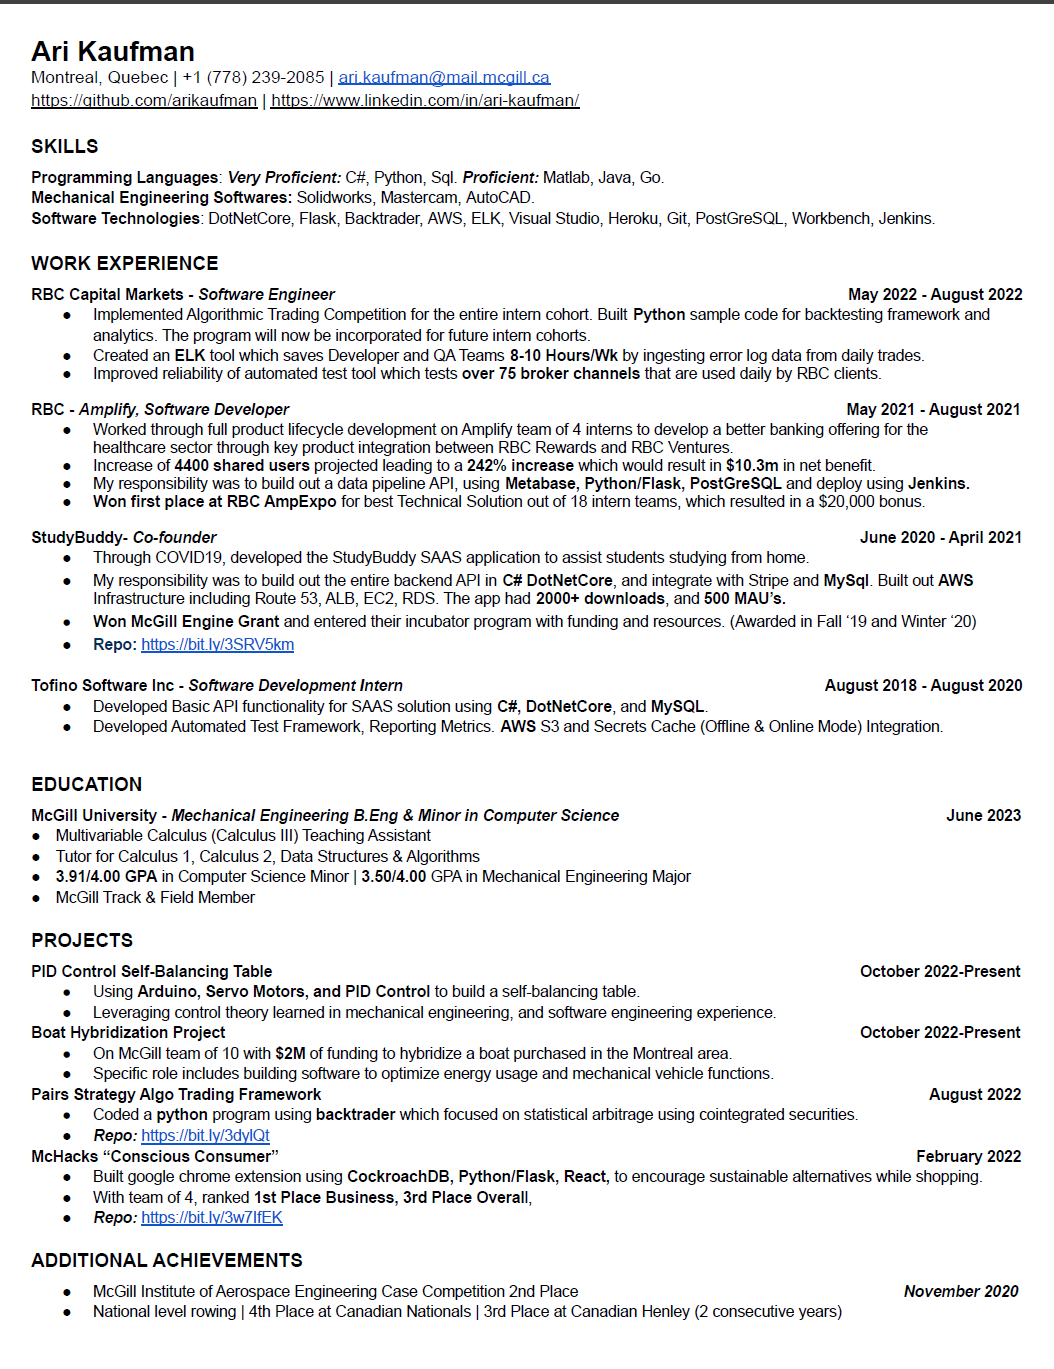 Ari Kaufman
Montreal, Quebec | +1 (778) 239-2085 | ari.kaufman@mail.mcgill.ca
https://github.com/arikaufman | https://www.linkedin.com/in/ari-kaufman/
SKILLS
Programming Languages: Very Proficient: C#, Python, Sql. Proficient: Matlab, Java, Go.
Mechanical Engineering Softwares: Solidworks, Mastercam, AutoCAD.
Software Technologies: DotNetCore, Flask, Backtrader, AWS, ELK, Visual Studio, Heroku, Git, PostGreSQL, Workbench, Jenkins.
WORK EXPERIENCE
RBC Capital Markets - Software Engineer May 2022 - August 2022
● Implemented Algorithmic Trading Competition for the entire intern cohort. Built Python sample code for backtesting framework and
analytics. The program will now be incorporated for future intern cohorts.
● Created an ELK tool which saves Developer and QA Teams 8-10 Hours/Wk by ingesting error log data from daily trades.
● Improved reliability of automated test tool which tests over 75 broker channels that are used daily by RBC clients.
RBC - Amplify, Software Developer May 2021 - August 2021
● Worked through full product lifecycle development on Amplify team of 4 interns to develop a better banking offering for the
healthcare sector through key product integration between RBC Rewards and RBC Ventures.
● Increase of 4400 shared users projected leading to a 242% increase which would result in $10.3m in net benefit.
● My responsibility was to build out a data pipeline API, using Metabase, Python/Flask, PostGreSQL and deploy using Jenkins.
● Won first place at RBC AmpExpo for best Technical Solution out of 18 intern teams, which resulted in a $20,000 bonus.
StudyBuddy- Co-founder June 2020 - April 2021
● Through COVID19, developed the StudyBuddy SAAS application to assist students studying from home.
● My responsibility was to build out the entire backend API in C# DotNetCore, and integrate with Stripe and MySql. Built out AWS
Infrastructure including Route 53, ALB, EC2, RDS. The app had 2000+ downloads, and 500 MAU's.
● Won McGill Engine Grant and entered their incubator program with funding and resources. (Awarded in Fall ‘19 and Winter ‘20)
● Repo: https://bit.ly/3SRV5km
Tofino Software Inc - Software Development Intern August 2018 - August 2020
● Developed Basic API functionality for SAAS solution using C#, DotNetCore, and MySQL.
● Developed Automated Test Framework, Reporting Metrics. AWS S3 and Secrets Cache (Offline & Online Mode) Integration.
EDUCATION
McGill University - Mechanical Engineering B.Eng & Minor in Computer Science June 2023
● Multivariable Calculus (Calculus III) Teaching Assistant
● Tutor for Calculus 1, Calculus 2, Data Structures & Algorithms
● 3.91/4.00 GPA in Computer Science Minor | 3.50/4.00 GPA in Mechanical Engineering Major
● McGill Track & Field Member
PROJECTS
PID Control Self-Balancing Table October 2022-Present
● Using Arduino, Servo Motors, and PID Control to build a self-balancing table.
● Leveraging control theory learned in mechanical engineering, and software engineering experience.
Boat Hybridization Project October 2022-Present
● On McGill team of 10 with $2M of funding to hybridize a boat purchased in the Montreal area.
● Specific role includes building software to optimize energy usage and mechanical vehicle functions.
Pairs Strategy Algo Trading Framework August 2022
● Coded a python program using backtrader which focused on statistical arbitrage using cointegrated securities.
● Repo: https://bit.ly/3dylQt
McHacks “Conscious Consumer” February 2022
● Built google chrome extension using CockroachDB, Python/Flask, React, to encourage sustainable alternatives while shopping.
● With team of 4, ranked 1st Place Business, 3rd Place Overall,
● Repo: https://bit.ly/3w7IfEK
ADDITIONAL ACHIEVEMENTS
● McGill Institute of Aerospace Engineering Case Competition 2nd Place November 2020
● National level rowing | 4th Place at Canadian Nationals | 3rd Place at Canadian Henley (2 consecutive years)